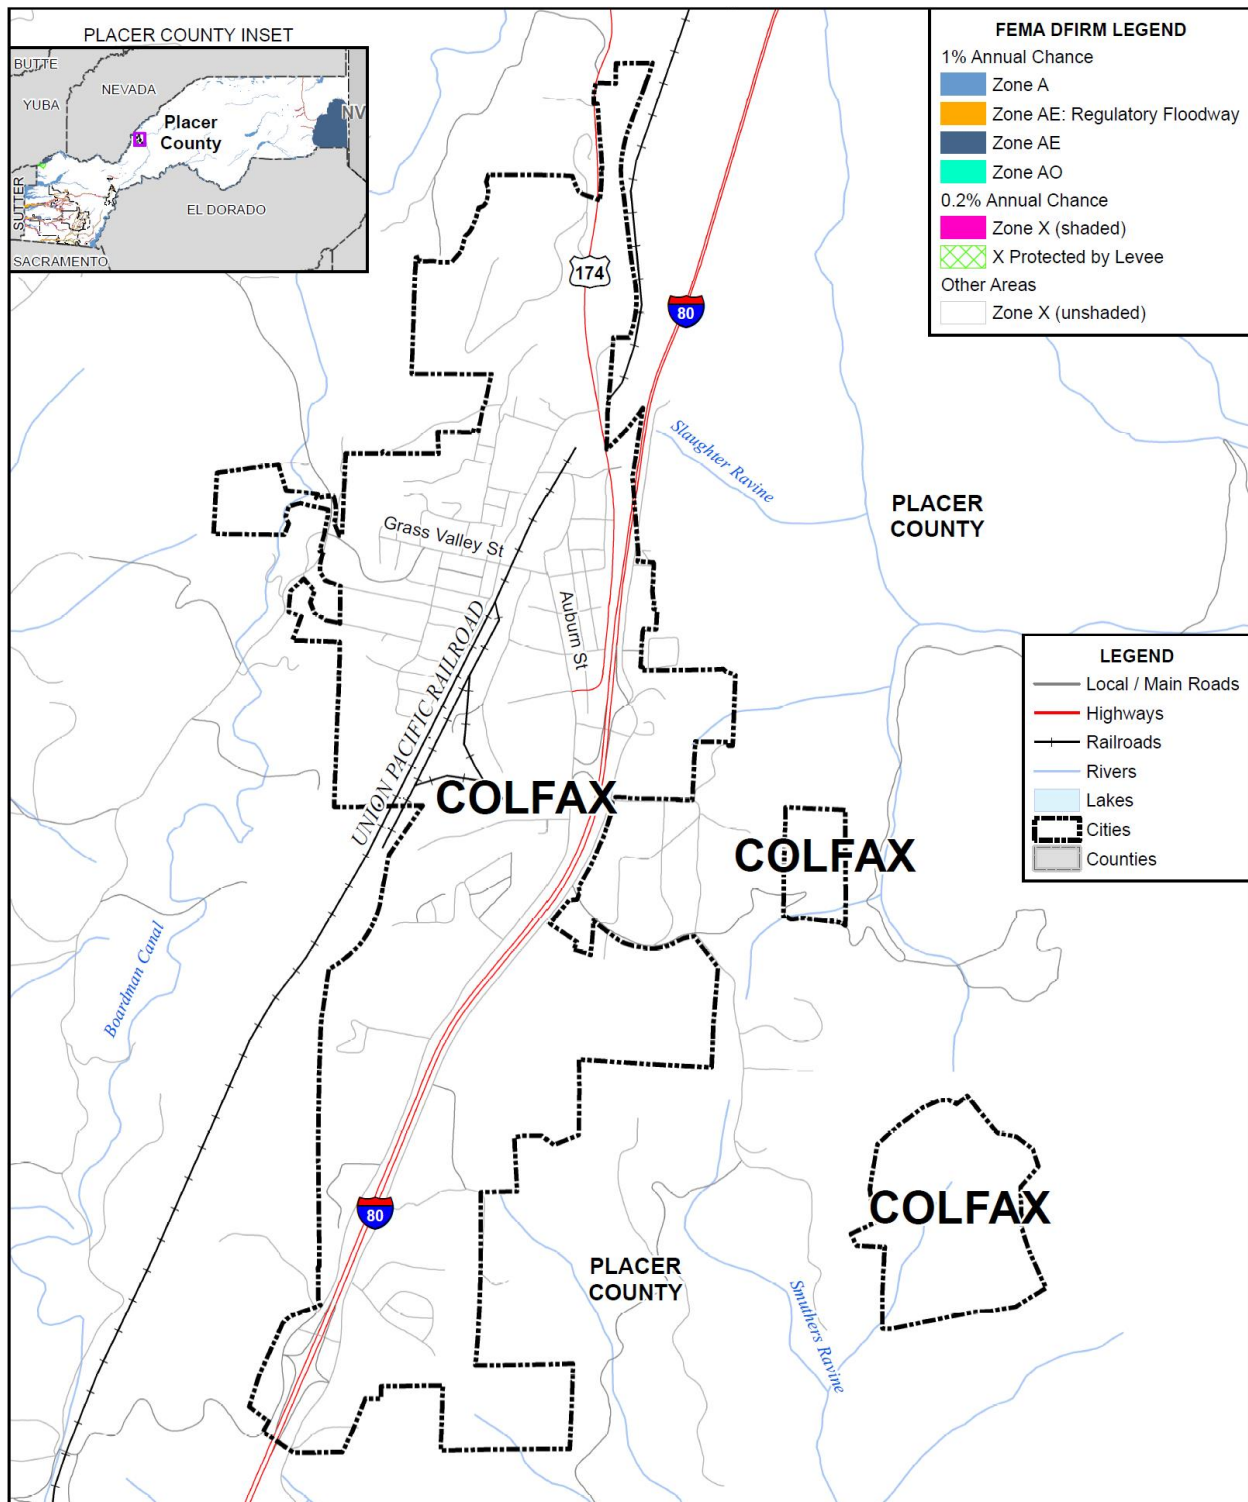 PLACER COUNTY INSET
BUTTE
YUBA
NEVADA
NV
Placer
County
SUTTER
EL DORADO
SACRAMENTO
FEMA DFIRM LEGEND
1% Annual Chance
Zone A
Zone AE: Regulatory Floodway
Zone AE
Zone AO
0.2% Annual Chance
Zone X (shaded)
X Protected by Levee
Other Areas
Zone X (unshaded)
174
80
Slaughter Ravine
PLACER
COUNTY
Grass Valley St
Auburn St
UNION PACIFIC RAILROAD
LEGEND
Local / Main Roads
Highways
Railroads
Rivers
Lakes
Cities
Counties
COLFAX
COLFAX
Boardman Canal
80
COLFAX
PLACER
COUNTY
Smuthers Ravine